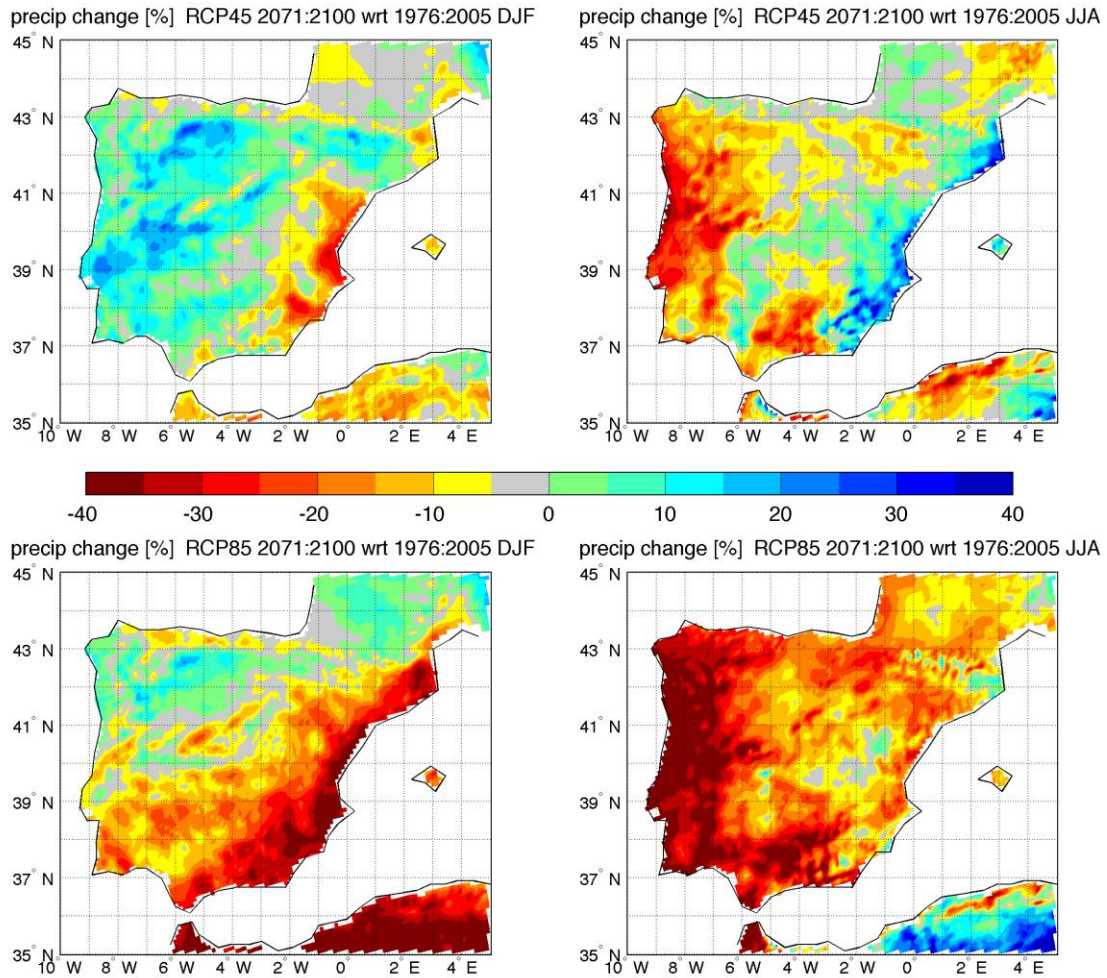 precip change [%] RCP45 2071:2100 wrt 1976:2005 DJF
45° N
43° N
41° N
39° N
37° N
35° N
10° W 8° W 6° W 4° W 2° W 0° 2° E 4° E
precip change [%] RCP45 2071:2100 wrt 1976:2005 JJA
45° N
43° N
41° N
39° N
37° N
35° N
10° W 8° W 6° W 4° W 2° W 0° 2° E 4° E
-40 -30 -20 -10 0 10 20 30 40
precip change [%] RCP85 2071:2100 wrt 1976:2005 DJF
45° N
43° N
41° N
39° N
37° N
35° N
10° W 8° W 6° W 4° W 2° W 0° 2° E 4° E
precip change [%] RCP85 2071:2100 wrt 1976:2005 JJA
45° N
43° N
41° N
39° N
37° N
35° N
10° W 8° W 6° W 4° W 2° W 0° 2° E 4° E